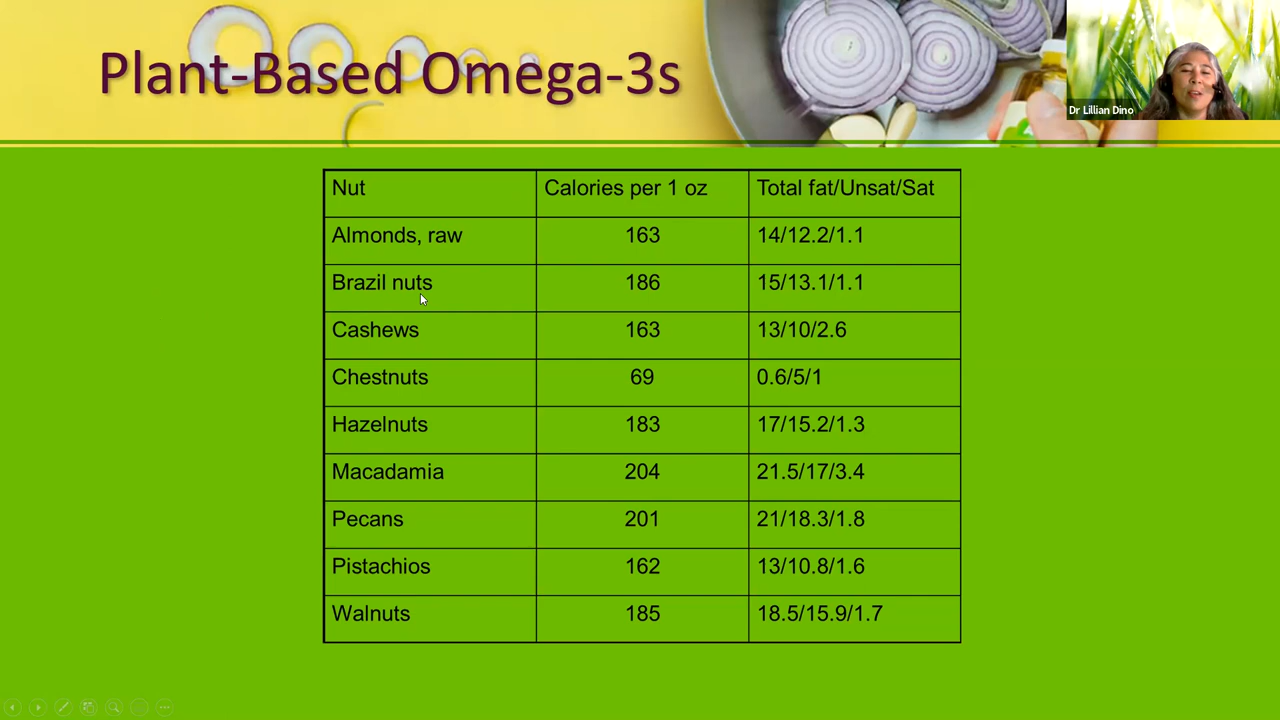 Plant-Based Omega-3s
Dr Lillian Dino
Nut Calories per 1 oz Total fat/Unsat/Sat
Almonds, raw 163 14/12.2/1.1
Brazil nuts 186 15/13.1/1.1
Cashews 163 13/10/2.6
Chestnuts 69 0.6/5/1
Hazelnuts 183 17/15.2/1.3
Macadamia 204 21.5/17/3.4
Pecans 201 21/18.3/1.8
Pistachios 162 13/10.8/1.6
Walnuts 185 18.5/15.9/1.7